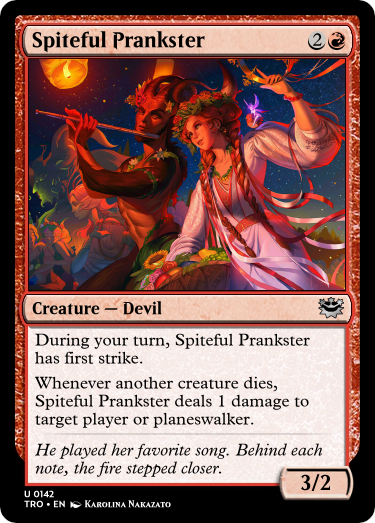 Spiteful Prankster 2
Creature — Devil
During your turn, Spiteful Prankster
has first strike.
Whenever another creature dies,
Spiteful Prankster deals 1 damage to
target player or planeswalker.
He played her favorite song. Behind each
note, the fire stepped closer.
3/2
U 0142
TRO • EN Karolina Nakazato